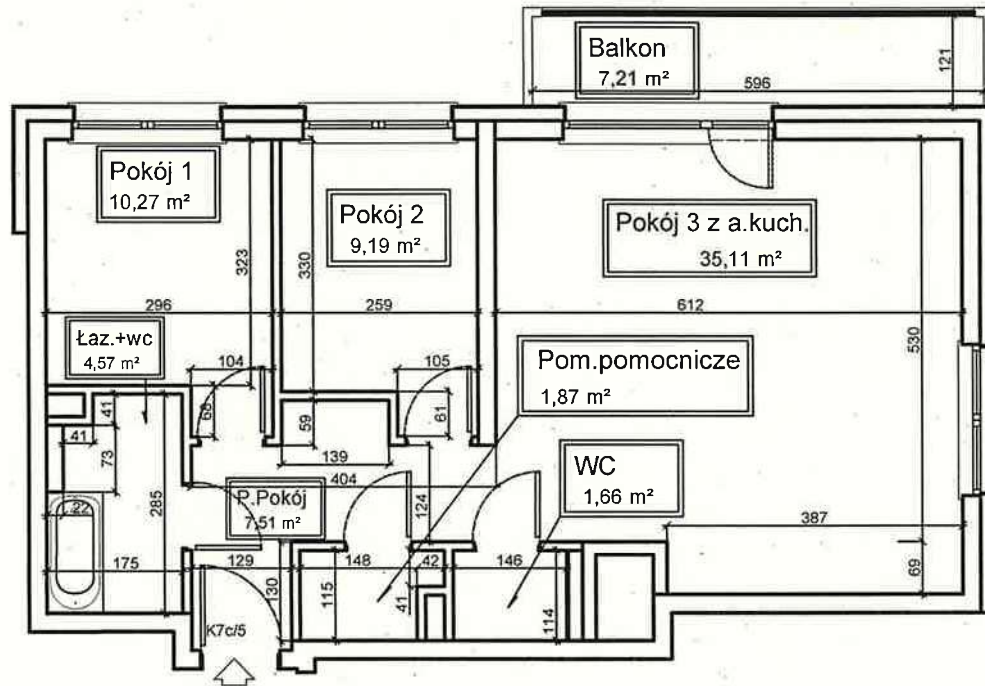 Balkon
7,21 m²
596
121
Pokój 1
10,27 m²
Pokój 2
9,19 m²
Pokój 3 z a.kuch.
35,11 m²
323
330
296
259
612
530
Łaz.+wc
4,57 m²
104
105
Pom.pomocnicze
1,87 m²
68
59
61
41
41
73
139
404
WC
1,66 m²
22
285
P.Pokój
7,51 m²
124
387
175
129
148
42
146
69
130
115
41
114
K7c/5